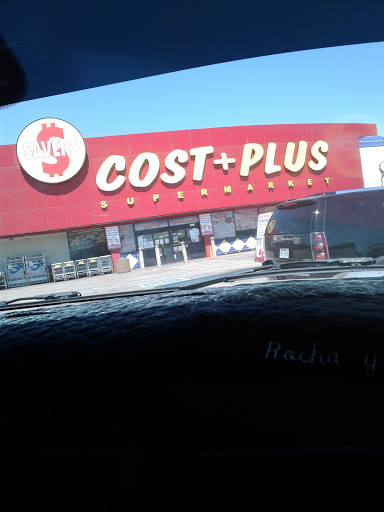 SAVERS
COST+PLUS
SUPERMARKET
Rocha y